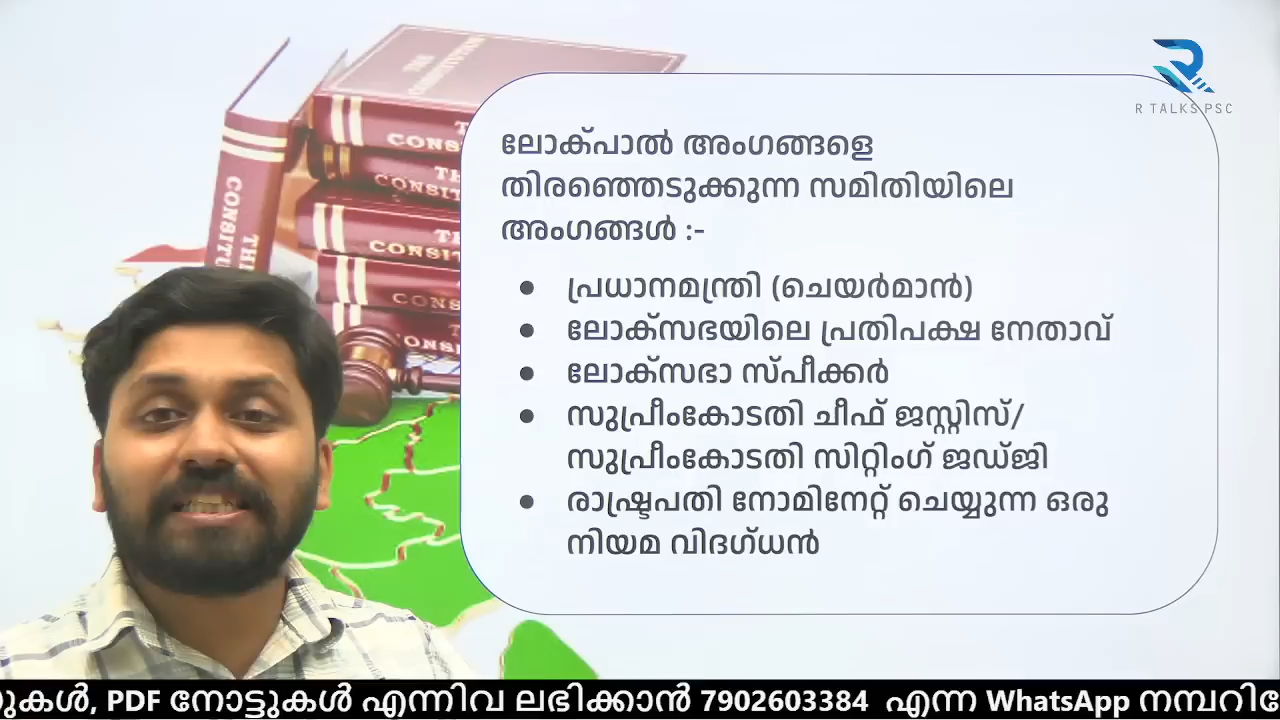 R TALKS PSC
ലോക്പാൽ അംഗങ്ങളെ
തിരഞ്ഞെടുക്കുന്ന സമിതിയിലെ
അംഗങ്ങൾ :-
● പ്രധാനമന്ത്രി (ചെയർമാൻ)
● ലോക്സഭയിലെ പ്രതിപക്ഷ നേതാവ്
● ലോക്സഭാ സ്പീക്കർ
● സുപ്രീംകോടതി ചീഫ് ജസ്റ്റിസ്/
സുപ്രീംകോടതി സിറ്റിംഗ് ജഡ്ജി
● രാഷ്ട്രപതി നോമിനേറ്റ് ചെയ്യുന്ന ഒരു
നിയമ വിദഗ്ധൻ
PDF നോട്ടുകൾ എന്നിവ ലഭിക്കാൻ 7902603384 എന്ന WhatsApp